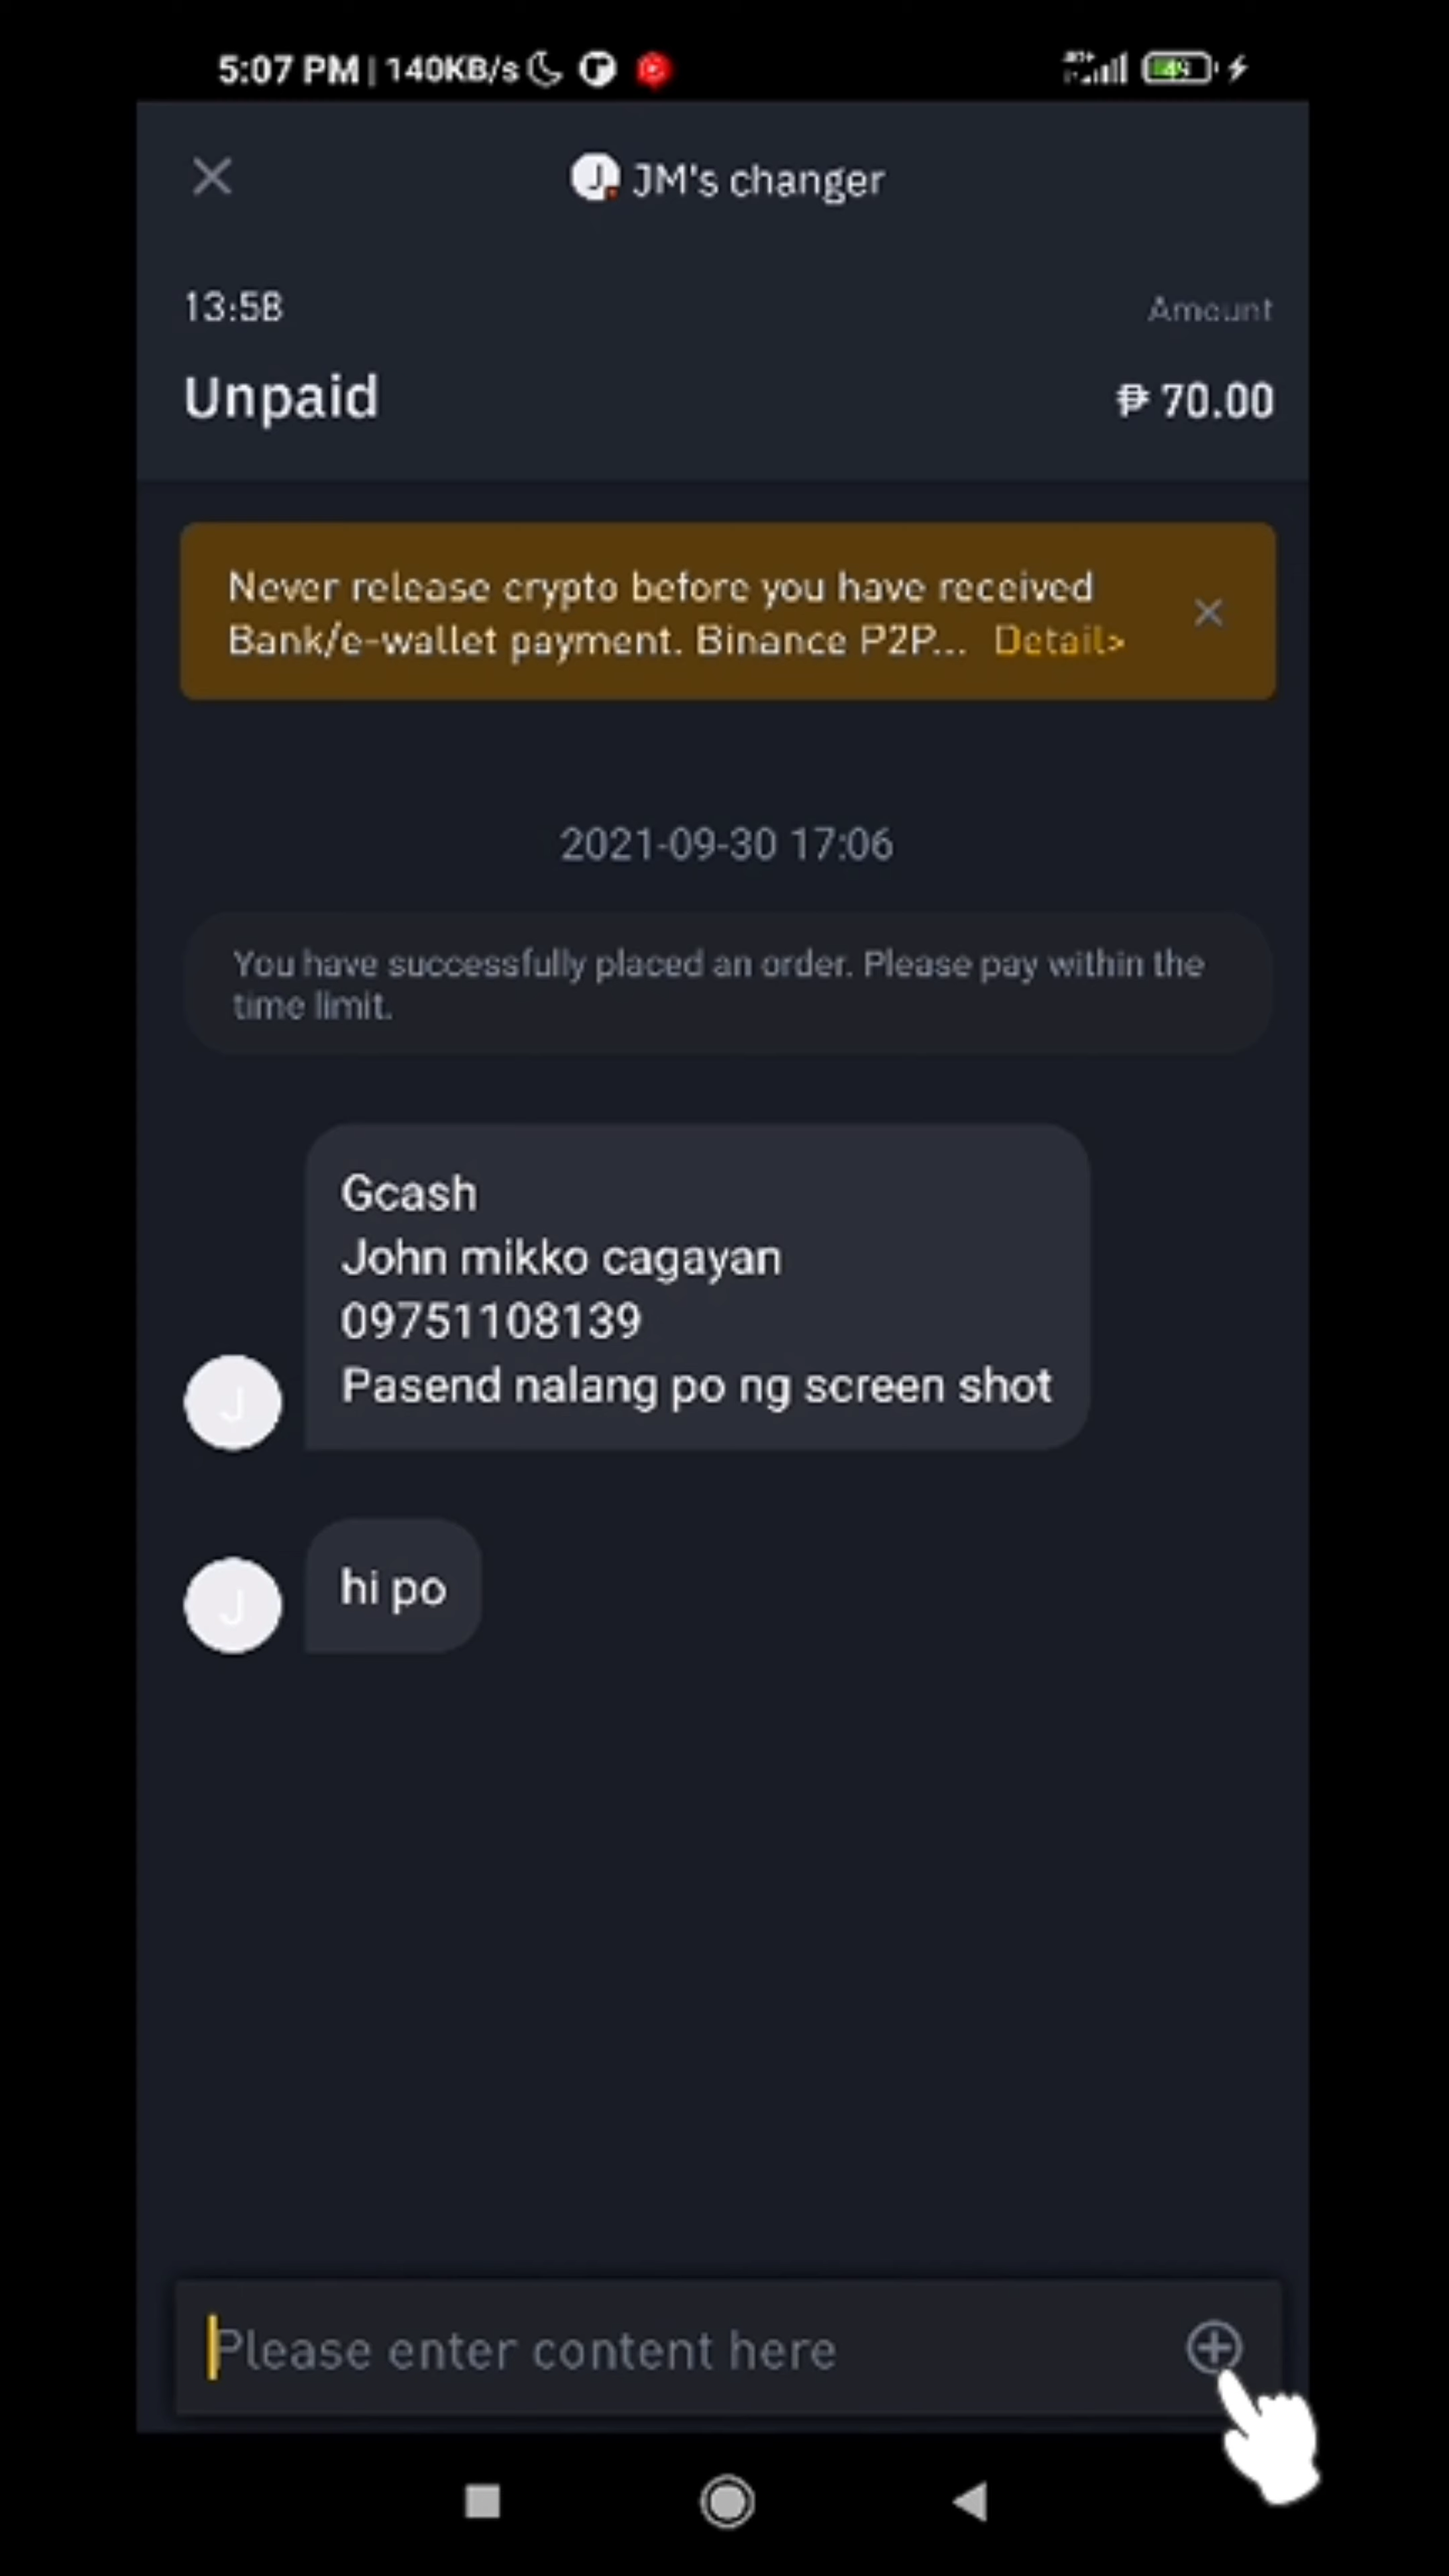 5:07 PM | 140KB/s
49
J JM's changer
13:58
Amount
Unpaid
₱ 70.00
Never release crypto before you have received
Bank/e-wallet payment. Binance P2P... Detail>
2021-09-30 17:06
You have successfully placed an order. Please pay within the
time limit.
Gcash
John mikko cagayan
09751108139
Pasend nalang po ng screen shot
J
hi po
J
Please enter content here